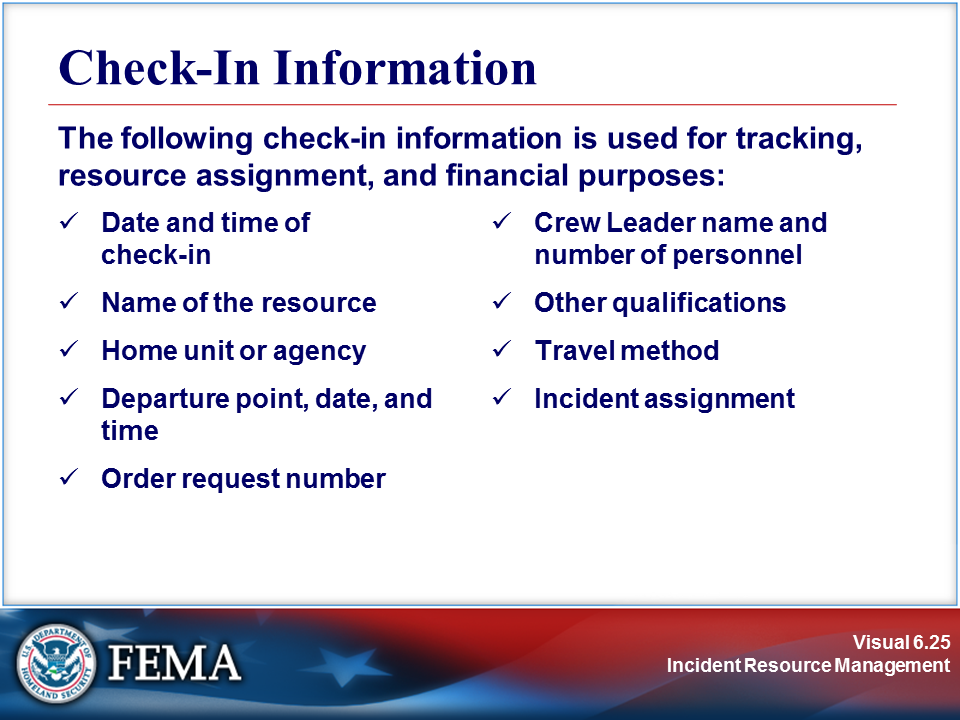 Check-In Information
The following check-in information is used for tracking,
resource assignment, and financial purposes:
✓ Date and time of
check-in
✓ Name of the resource
✓ Home unit or agency
✓ Departure point, date, and
time
✓ Order request number
✓ Crew Leader name and
number of personnel
✓ Other qualifications
✓ Travel method
✓ Incident assignment
U.S. DEPARTMENT OF
HOMELAND SECURITY
FEMA
Visual 6.25
Incident Resource Management